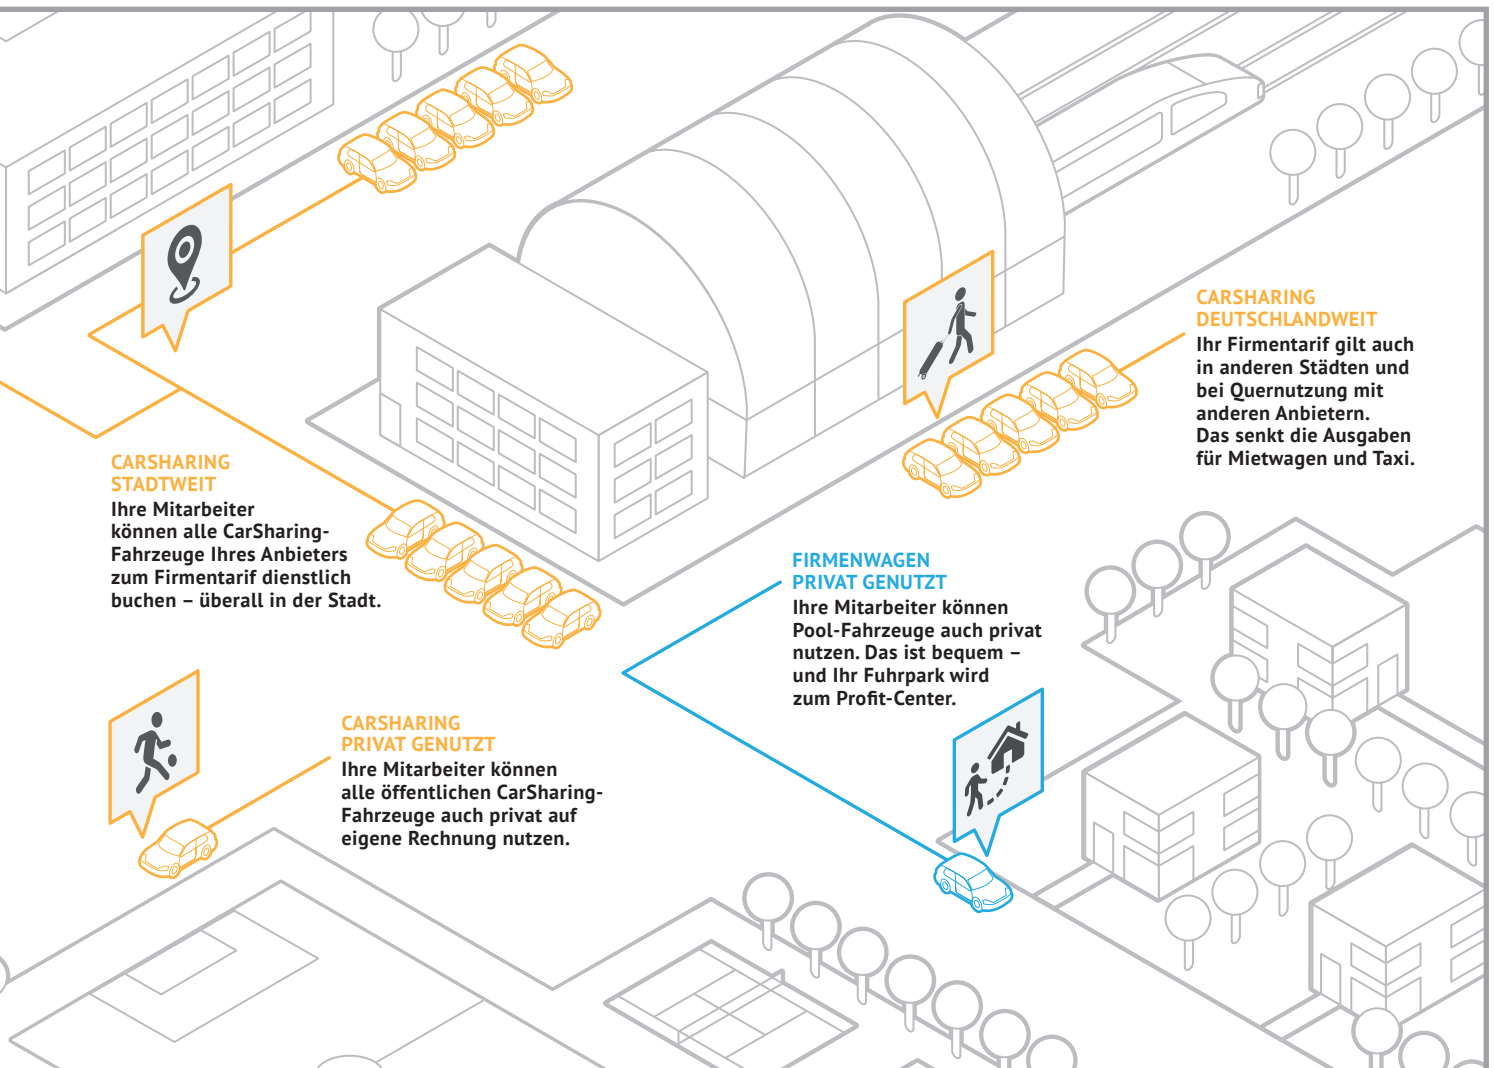 CARSHARING
DEUTSCHLANDWEIT
Ihr Firmentarif gilt auch
in anderen Städten und
bei Quernutzung mit
anderen Anbietern.
Das senkt die Ausgaben
für Mietwagen und Taxi.
CARSHARING
STADTWEIT
Ihre Mitarbeiter
können alle CarSharing-
Fahrzeuge Ihres Anbieters
zum Firmentarif dienstlich
buchen – überall in der Stadt.
FIRMENWAGEN
PRIVAT GENUTZT
Ihre Mitarbeiter können
Pool-Fahrzeuge auch privat
nutzen. Das ist bequem –
und Ihr Fuhrpark wird
zum Profit-Center.
CARSHARING
PRIVAT GENUTZT
Ihre Mitarbeiter können
alle öffentlichen CarSharing-
Fahrzeuge auch privat auf
eigene Rechnung nutzen.